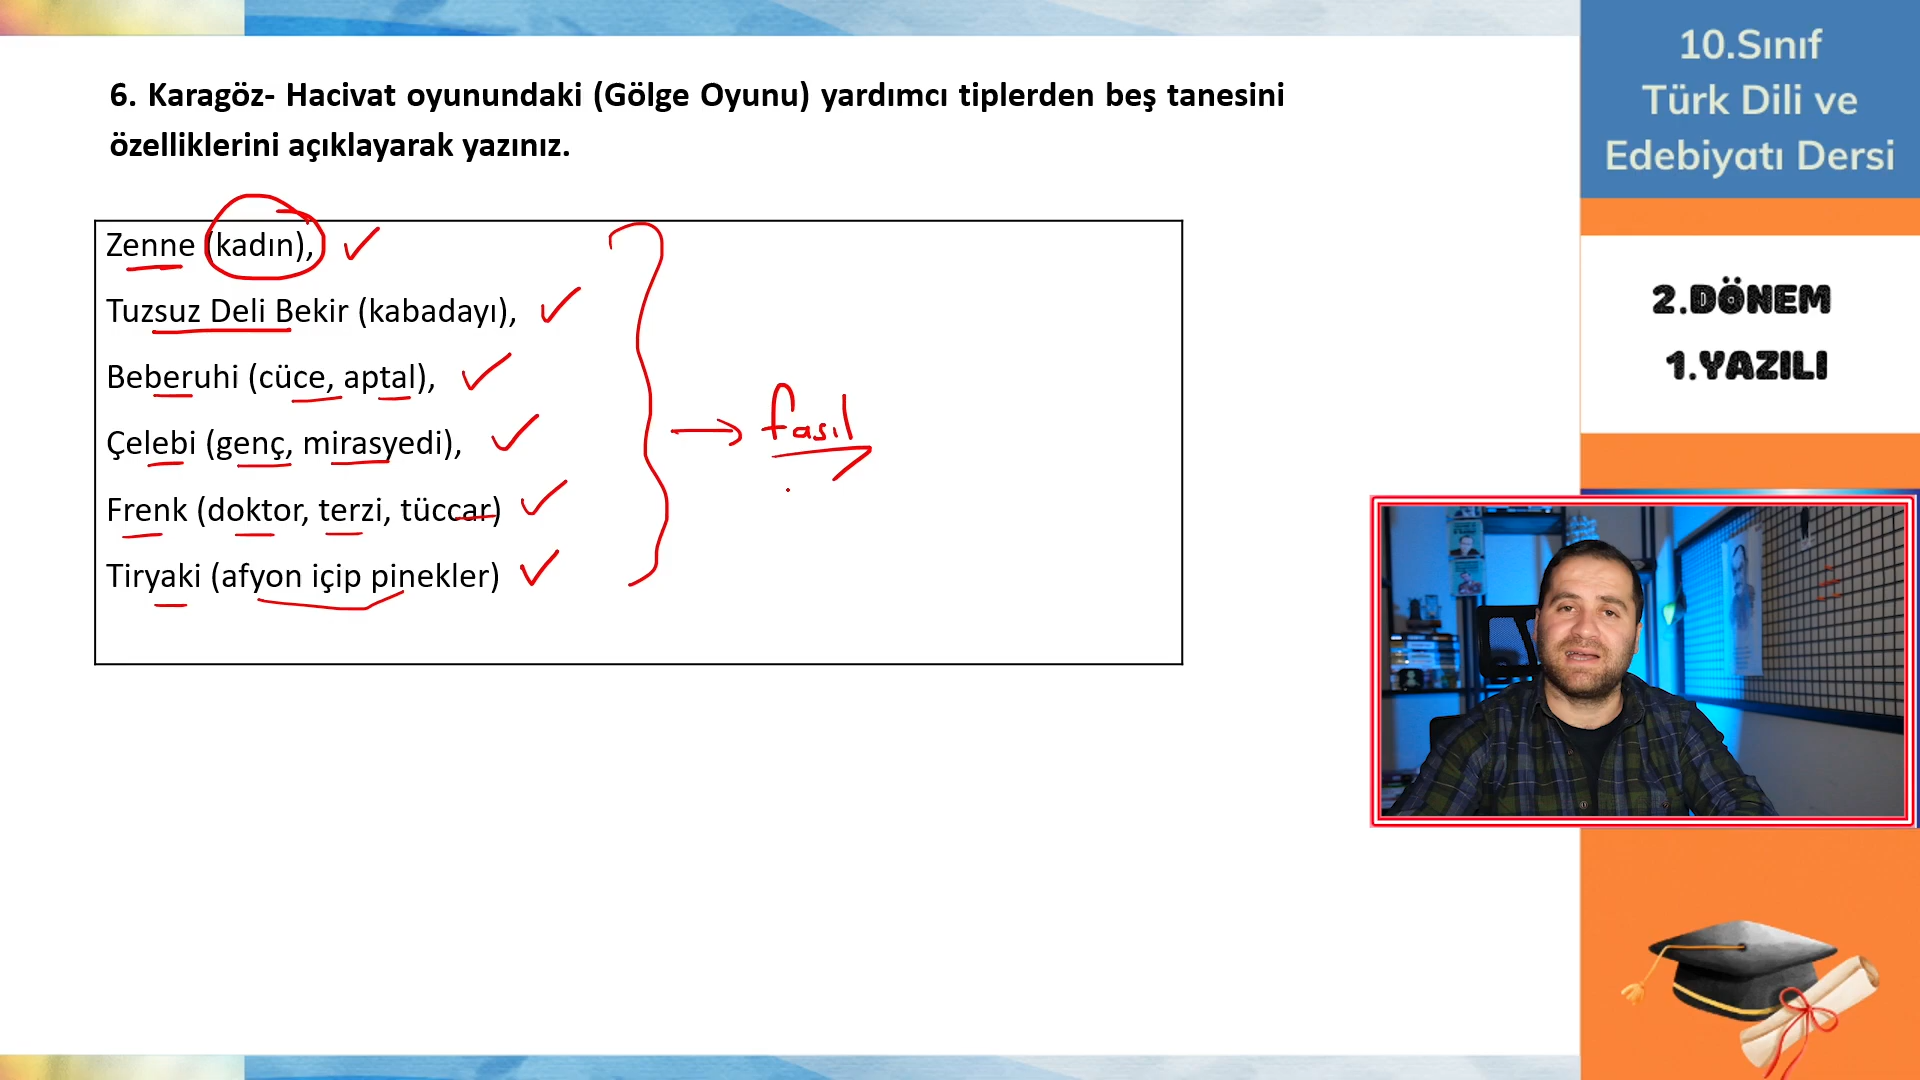 6. Karagöz- Hacivat oyunundaki (Gölge Oyunu) yardımcı tiplerden beş tanesini
özelliklerini açıklayarak yazınız.
Zenne (kadın),
Tuzsuz Deli Bekir (kabadayı),
Beberuhi (cüce, aptal),
Çelebi (genç, mirasyedi),
Frenk (doktor, terzi, tüccar)
Tiryaki (afyon içip pinekler)
fasıl
10.Sınıf
Türk Dili ve
Edebiyatı Dersi
2.DÖNEM
1.YAZILI